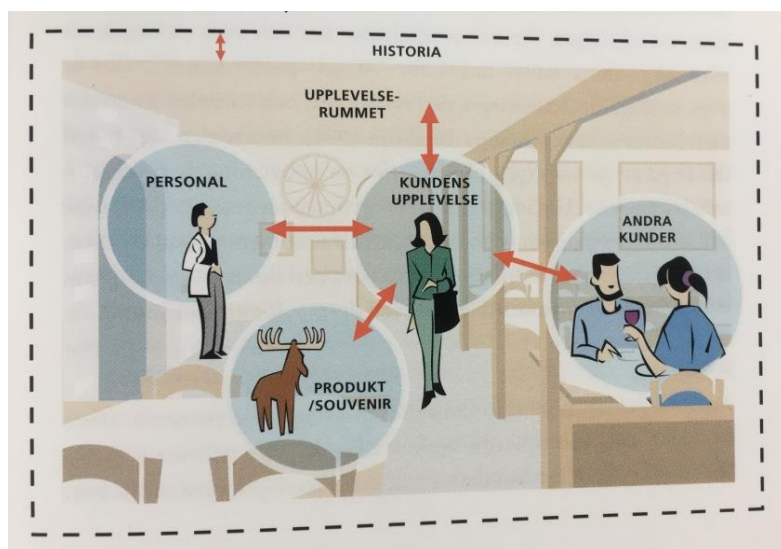 HISTORIA
UPPLEVELSE-
RUMMET
PERSONAL
KUNDENS
UPPLEVELSE
ANDRA
KUNDER
PRODUKT
/SOUVENIR